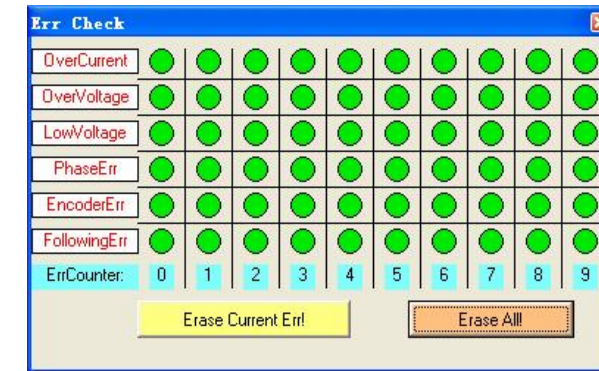 Err Check
OverCurrent
OverVoltage
LowVoltage
PhaseErr
EncoderErr
FollowingErr
ErrCounter: 0 1 2 3 4 5 6 7 8 9
Erase Current Err! Erase All!